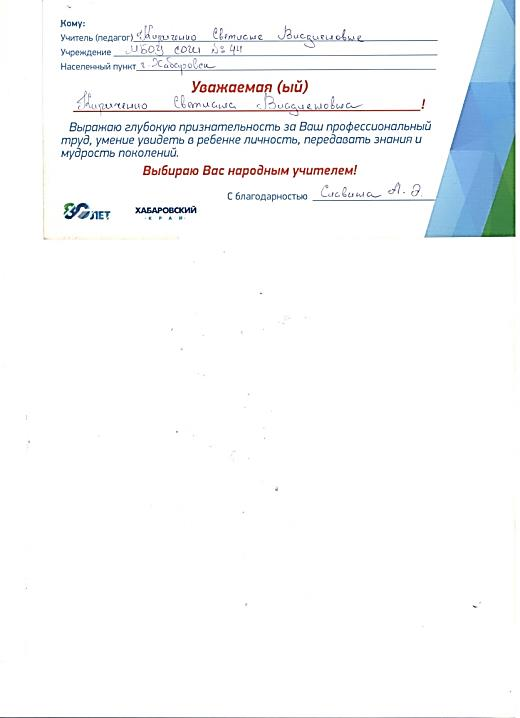 Кому:
Учитель (педагог) Кириченко Светлане
Учреждение МБОУ СОШ № 44
Населенный пункт г. Хабаровск
Уважаемая (ый)
Кириченко Светлана !
Выражаю глубокую признательность за Ваш профессиональный
труд, умение увидеть в ребенке личность, передавать знания и
мудрость поколений.
Выбираю Вас народным учителем!
С благодарностью А. Э.
80 ЛЕТ
ХАБАРОВСКИЙ
КРАЙ